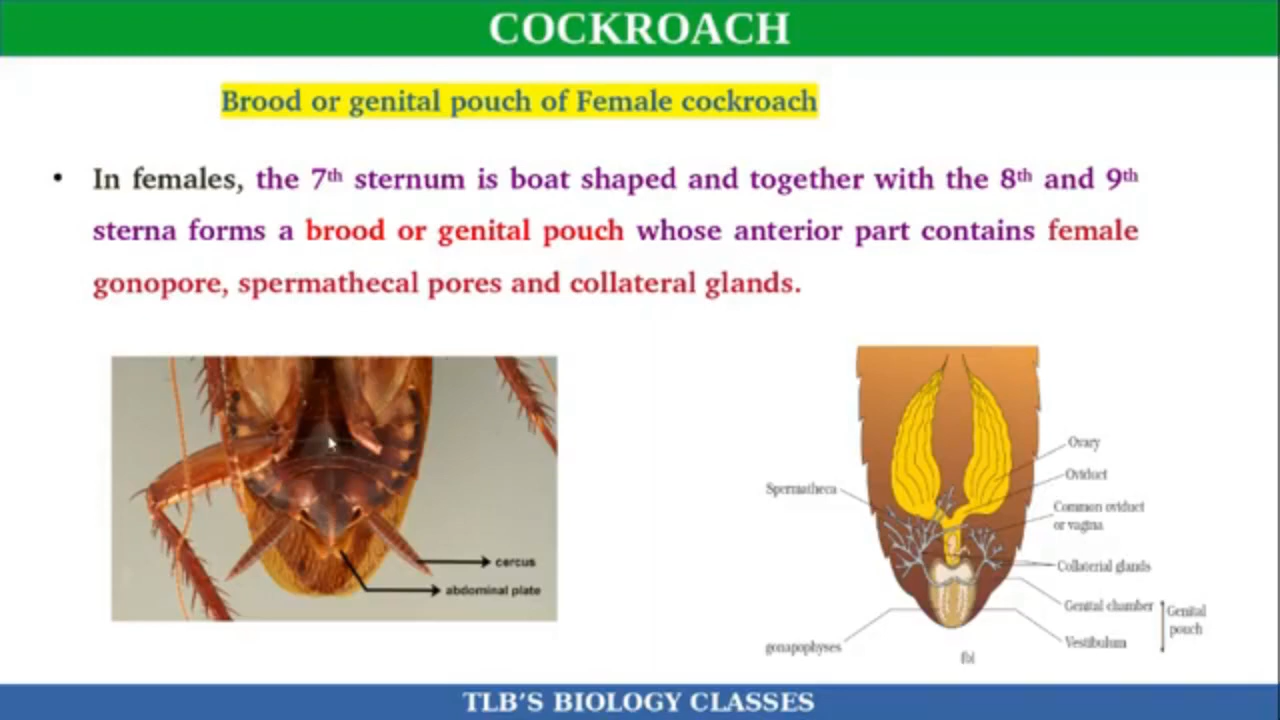 COCKROACH
Brood or genital pouch of Female cockroach
• In females, the 7th sternum is boat shaped and together with the 8th and 9th
sterna forms a brood or genital pouch whose anterior part contains female
gonopore, spermathecal pores and collateral glands.
cercus
abdominal plate
Ovary
Oviduct
Spermatheca
Common oviduct
or vagina
Collaterial glands
Genital chamber
Genital
pouch
Vestibulum
gonapophyses
(b)
TLB'S BIOLOGY CLASSES